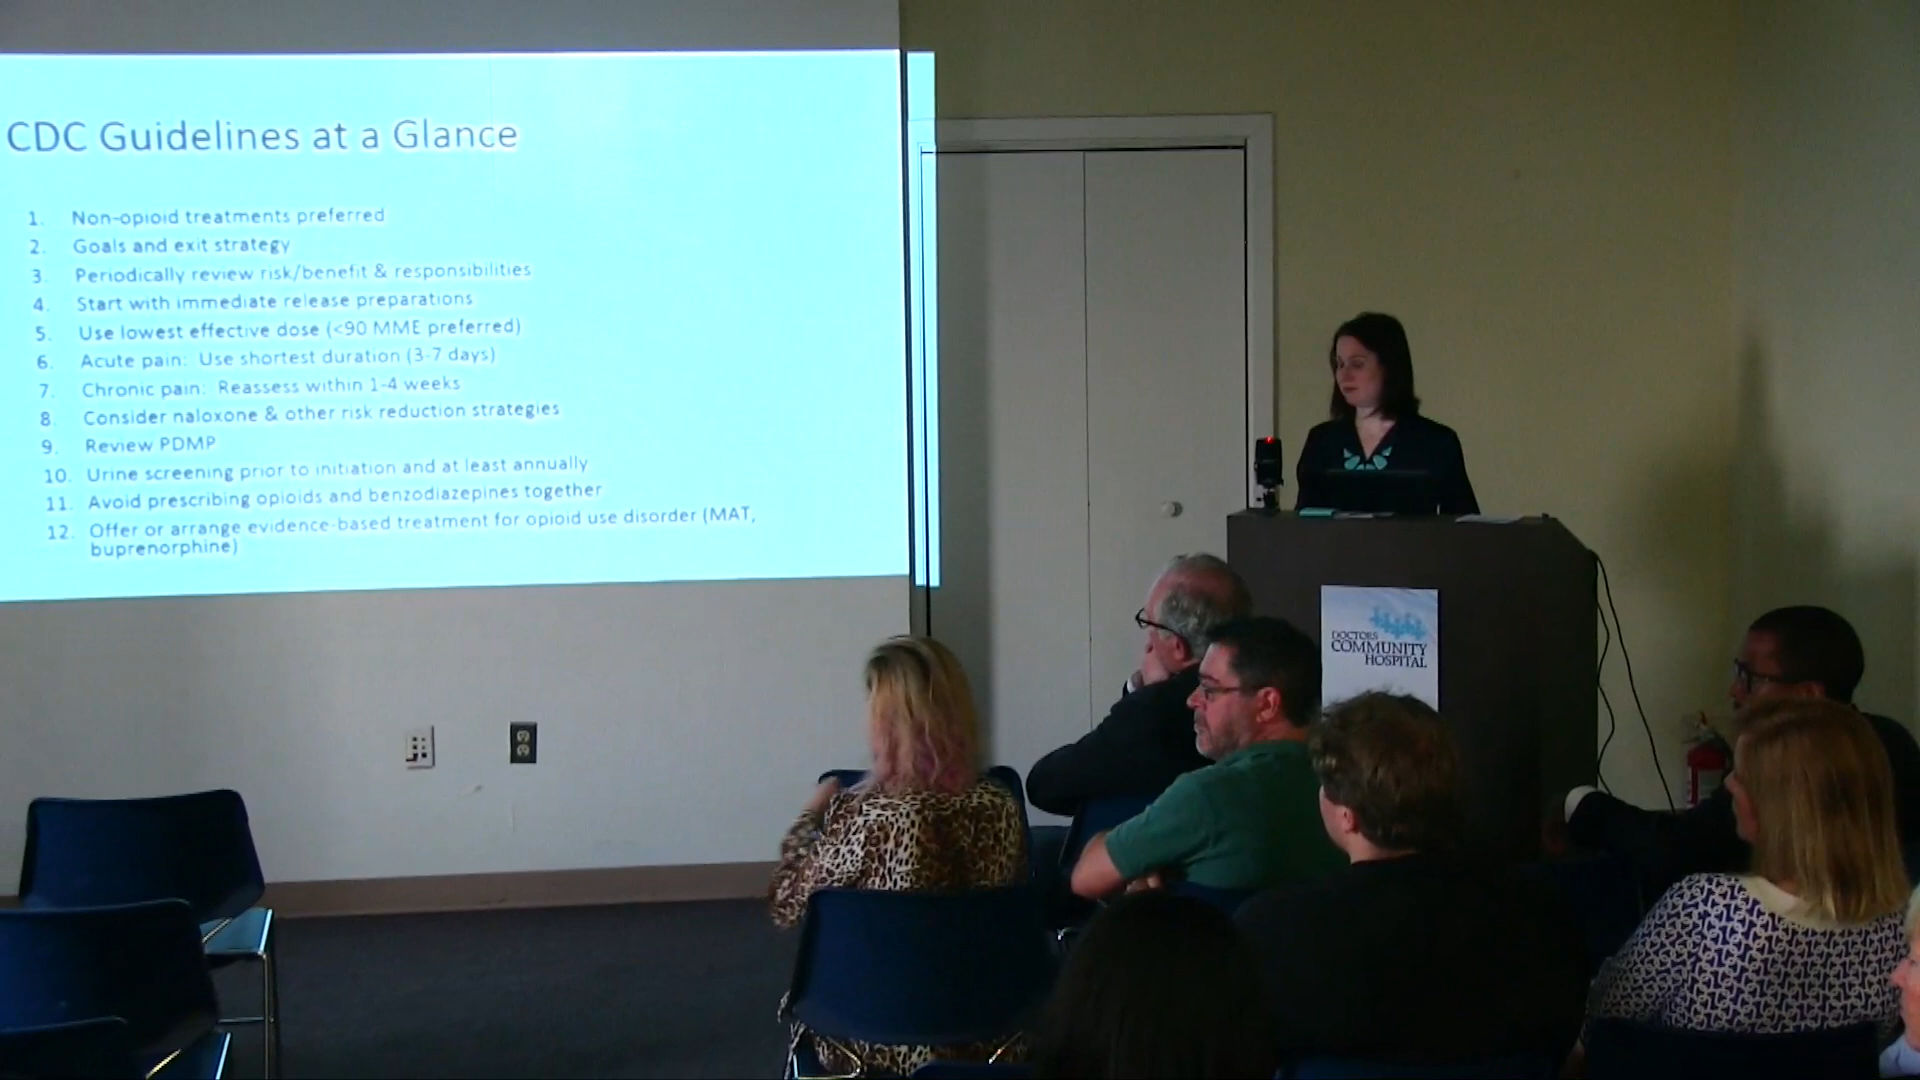 CDC Guidelines at a Glance
1. Non-opioid treatments preferred
2. Goals and exit strategy
3. Periodically review risk/benefit & responsibilities
4. Start with immediate release preparations
5. Use lowest effective dose (<90 MME preferred)
6. Acute pain: Use shortest duration (3-7 days)
7. Chronic pain: Reassess within 1-4 weeks
8. Consider naloxone & other risk reduction strategies
9. Review PDMP
10. Urine screening prior to initiation and at least annually
11. Avoid prescribing opioids and benzodiazepines together
12. Offer or arrange evidence-based treatment for opioid use disorder (MAT,
buprenorphine)
DOCTORS
COMMUNITY
HOSPITAL